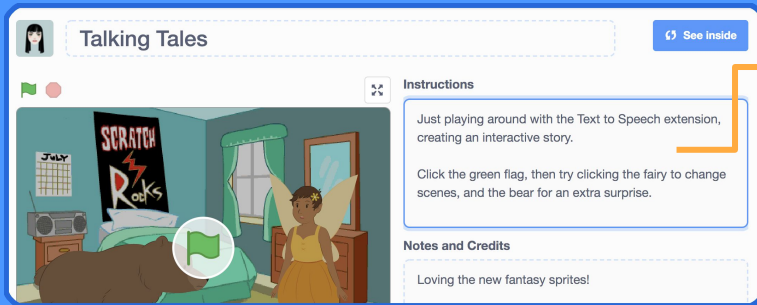 Talking Tales
See inside
Instructions
Just playing around with the Text to Speech extension,
creating an interactive story.
Click the green flag, then try clicking the fairy to change
scenes, and the bear for an extra surprise.
JULY
SCRATCH
Rocks
Notes and Credits
Loving the new fantasy sprites!